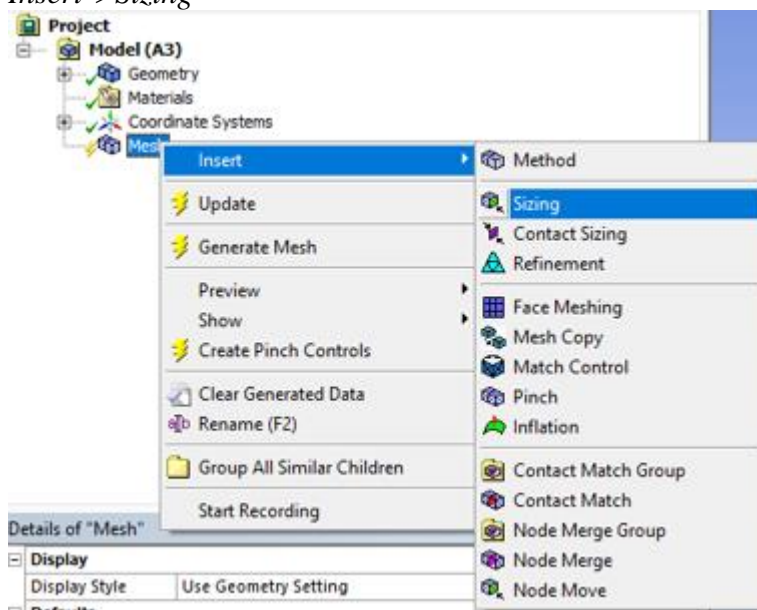 Insert > Sizing
Project
Model (A3)
Geometry
Materials
Coordinate Systems
Mesh
Insert
Update
Generate Mesh
Preview
Show
Create Pinch Controls
Clear Generated Data
Rename (F2)
Group All Similar Children
Start Recording
Method
Sizing
Contact Sizing
Refinement
Face Meshing
Mesh Copy
Match Control
Pinch
Inflation
Contact Match Group
Contact Match
Node Merge Group
Node Merge
Node Move
Details of "Mesh"
Display
Display Style Use Geometry Setting
Defaults